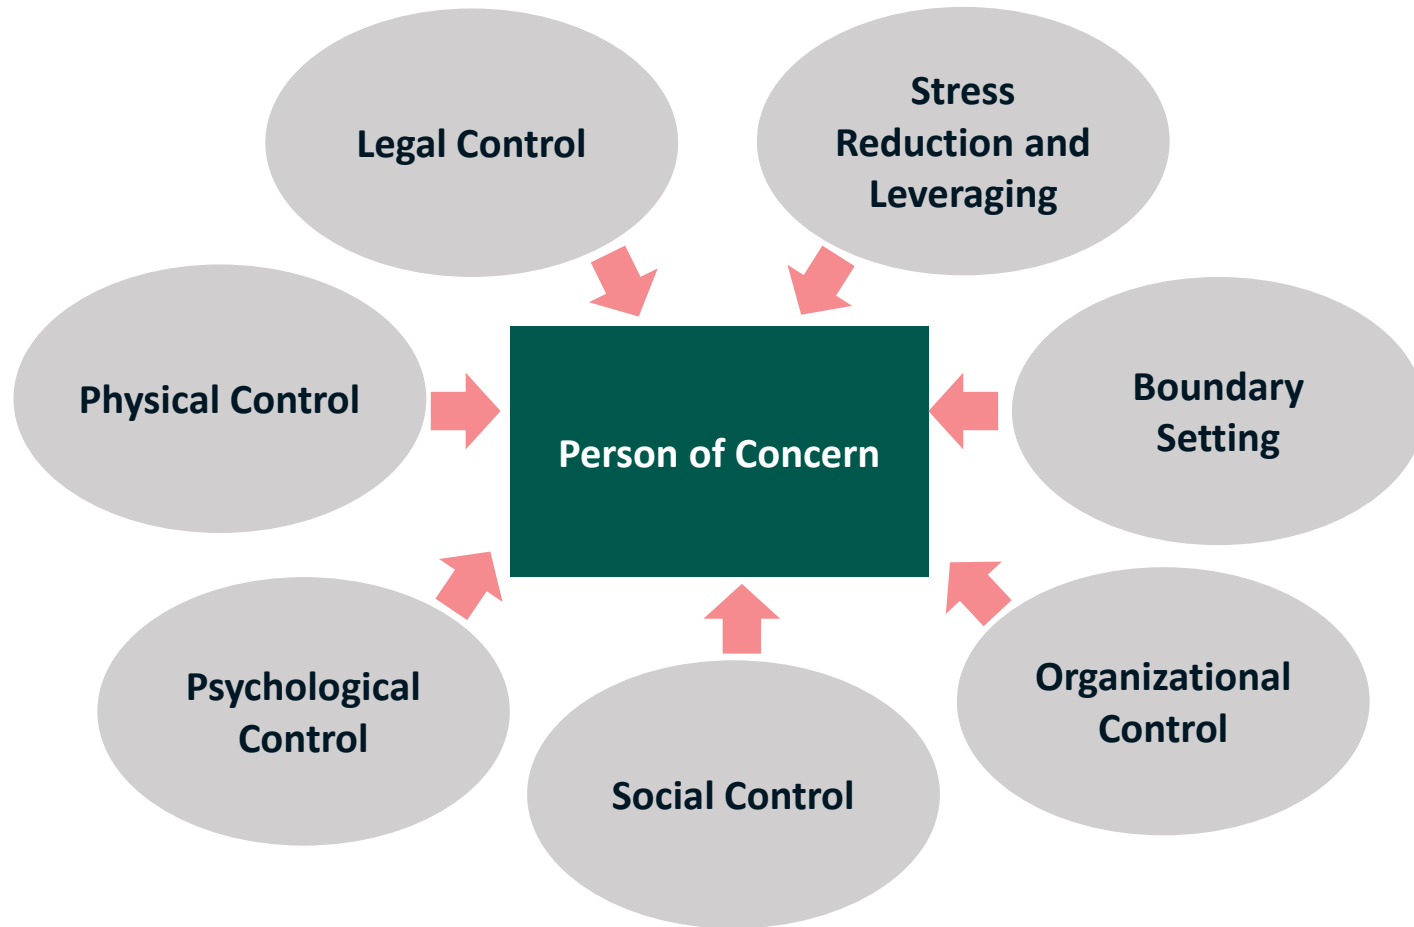 Legal Control
Stress
Reduction and
Leveraging
Physical Control
Person of Concern
Boundary
Setting
Psychological
Control
Social Control
Organizational
Control